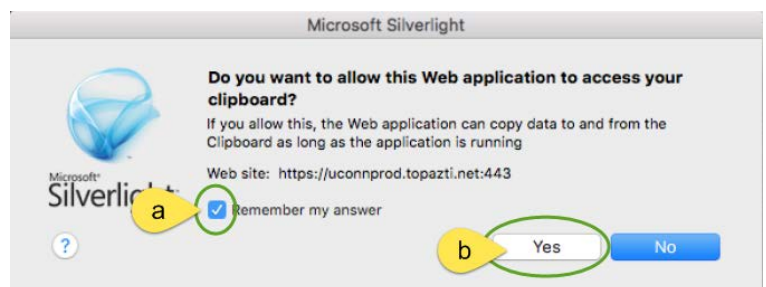 Microsoft Silverlight
Do you want to allow this Web application to access your
clipboard?
If you allow this, the Web application can copy data to and from the
Clipboard as long as the application is running
Web site: https://uconnprod.topazti.net:443
Microsoft®
a
Remember my answer
?
b
Yes
No